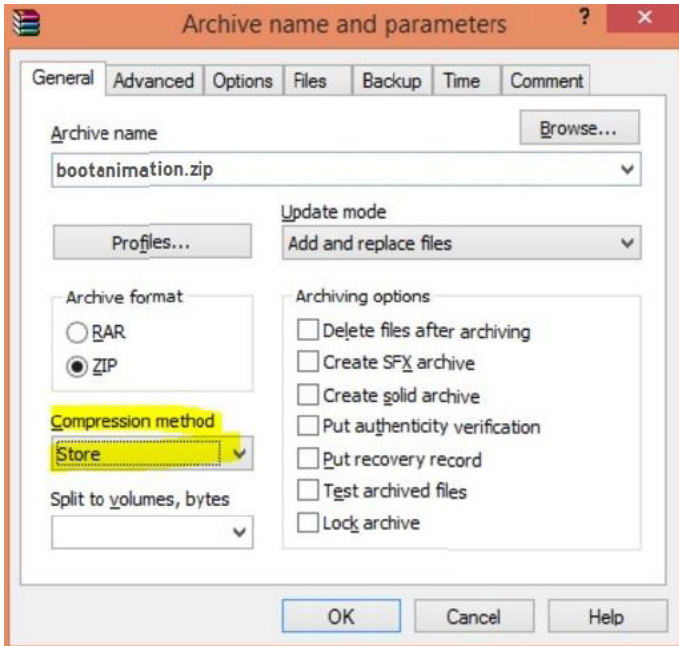 Archive name and parameters
?
General Advanced Options Files Backup Time Comment
Archive name
Browse...
bootanimation.zip
Profiles...
Update mode
Add and replace files
Archive format
RAR
ZIP
Compression method
Store
Split to volumes, bytes
Archiving options
Delete files after archiving
Create SFX archive
Create solid archive
Put authenticity verification
Put recovery record
Test archived files
Lock archive
OK Cancel Help